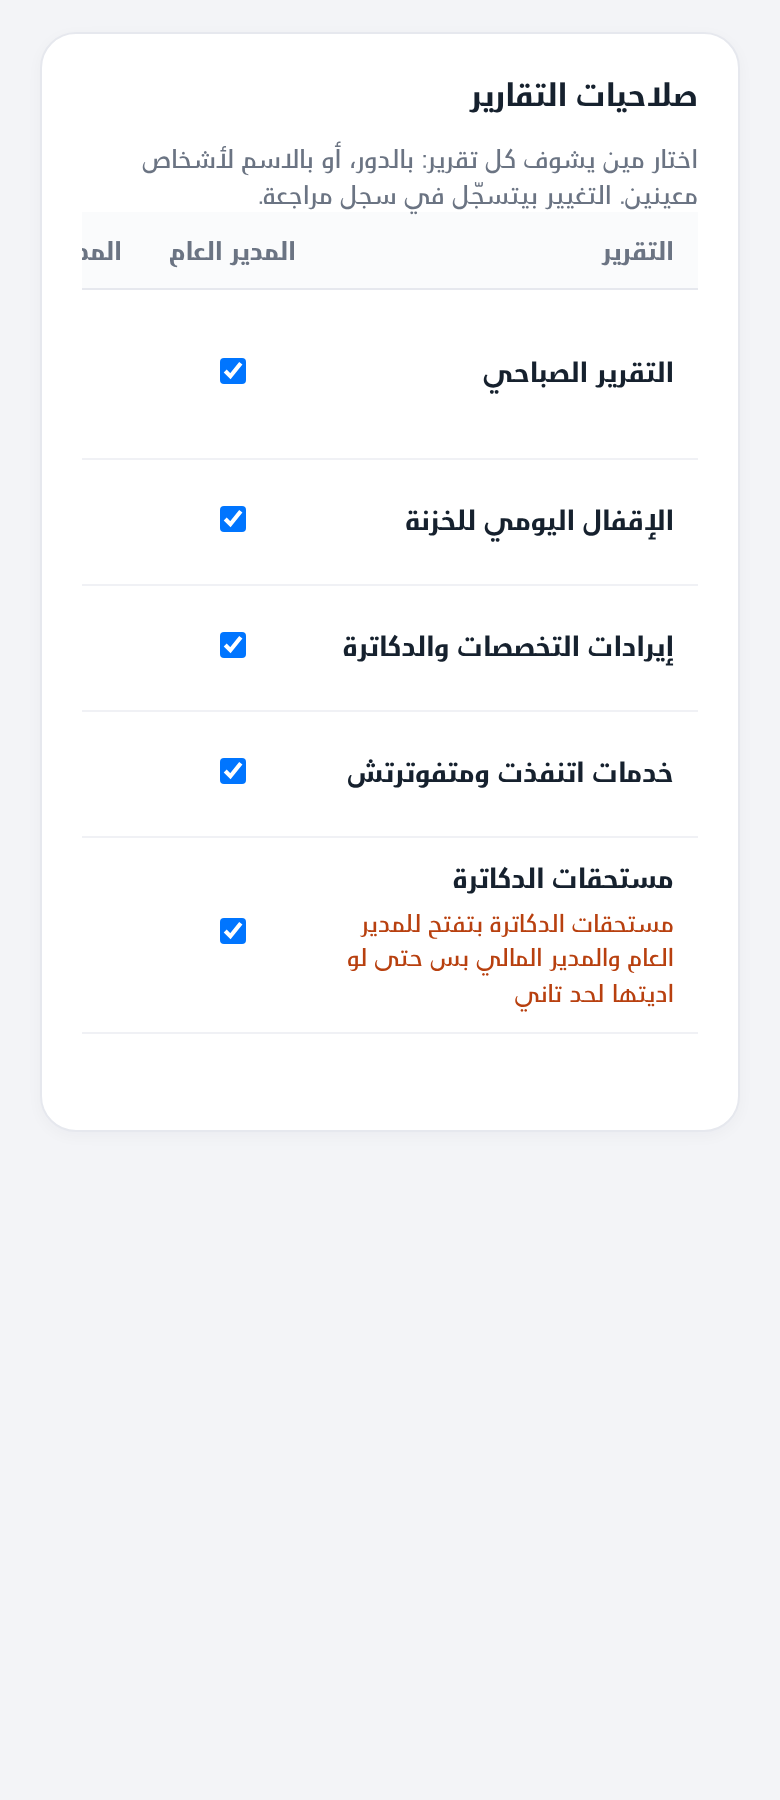 صلاحيات التقارير
اختار مين يشوف كل تقرير: بالدور، أو بالاسم لأشخاص
معينين. التغيير بيتسجّل في سجل مراجعة.
التقرير المدير العام
التقرير الصباحي
الإقفال اليومي للخزنة
إيرادات التخصصات والدكاترة
خدمات اتنفذت ومتفوترتش
مستحقات الدكاترة
مستحقات الدكاترة بتفتح للمدير
العام والمدير المالي بس حتى لو
اديتها لحد تاني